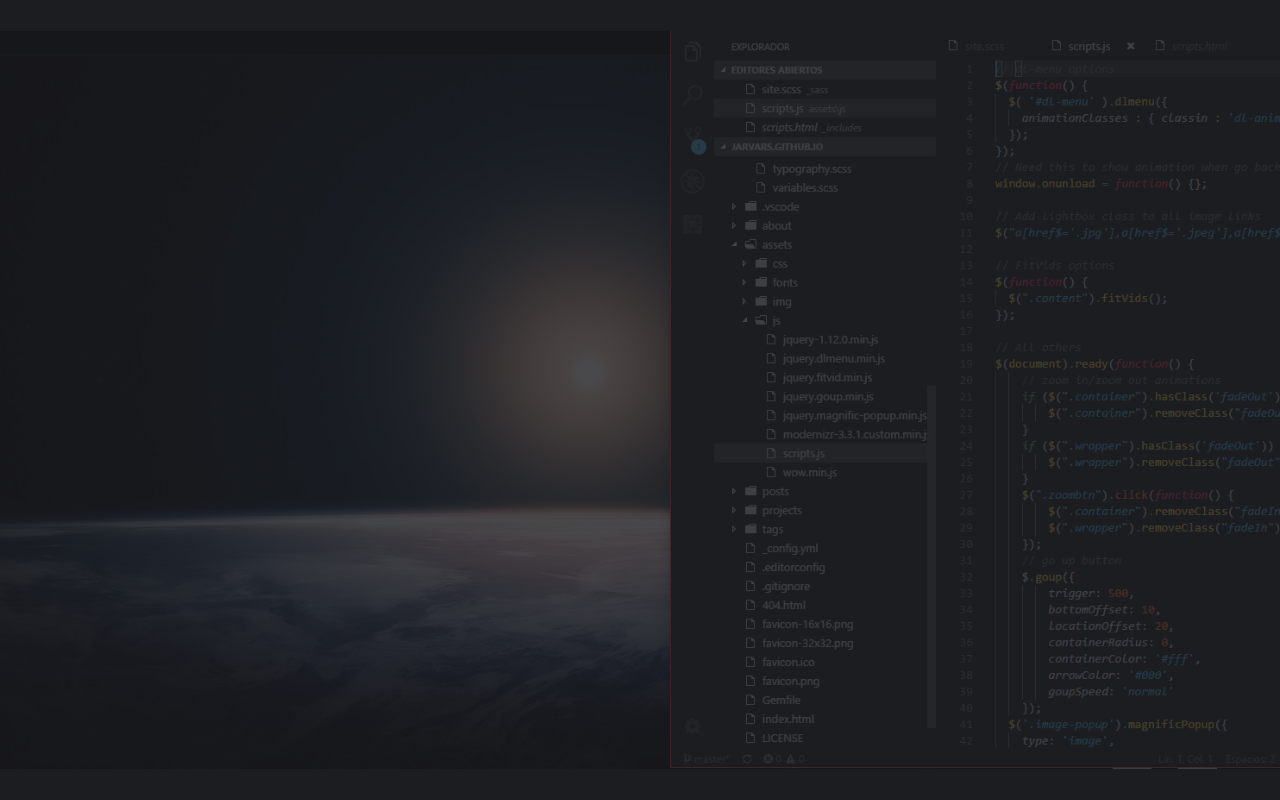 EXPLORADOR
EDITORES ABIERTOS
site.scss _sass
scripts.js assets\js
scripts.html _includes
JARVARS.GITHUB.IO
typography.scss
variables.scss
.vscode
about
assets
css
fonts
img
js
jquery-1.12.0.min.js
jquery.dlmenu.min.js
jquery.fitvid.min.js
jquery.goup.min.js
jquery.magnific-popup.min.js
modernizr-3.3.1.custom.min.j
scripts.js
wow.min.js
posts
projects
tags
_config.yml
.editorconfig
.gitignore
404.html
favicon-16x16.png
favicon-32x32.png
favicon.ico
favicon.png
Gemfile
index.html
LICENSE
site.scss scripts.js scripts.html
1 // dl-menu options
2 $(function() {
3 $( '#dl-menu' ).dlmenu({
4 animationClasses : { classin : 'dl-anim
5 });
6 });
7 // Need this to show animation when go back
8 window.onunload = function() {};
9
10 // Add lightbox class to all image links
11 $("a[href$='.jpg'],a[href$='.jpeg'],a[href$
12
13 // FitVids options
14 $(function() {
15 $(".content").fitVids();
16 });
17
18 // All others
19 $(document).ready(function() {
20 // zoom in/zoom out animations
21 if ($(".container").hasClass('fadeOut')
22 $(".container").removeClass("fadeOu
23 }
24 if ($(".wrapper").hasClass('fadeOut'))
25 $(".wrapper").removeClass("fadeOut"
26 }
27 $(".zoombtn").click(function() {
28 $(".container").removeClass("fadeIn
29 $(".wrapper").removeClass("fadeIn")
30 });
31 // go up button
32 $.goup({
33 trigger: 500,
34 bottomOffset: 10,
35 locationOffset: 20,
36 containerRadius: 0,
37 containerColor: '#fff',
38 arrowColor: '#000',
39 goupSpeed: 'normal'
40 });
41 $('.image-popup').magnificPopup({
42 type: 'image',
master* 0 0 Lín. 1, Col. 1 Espacios: 2